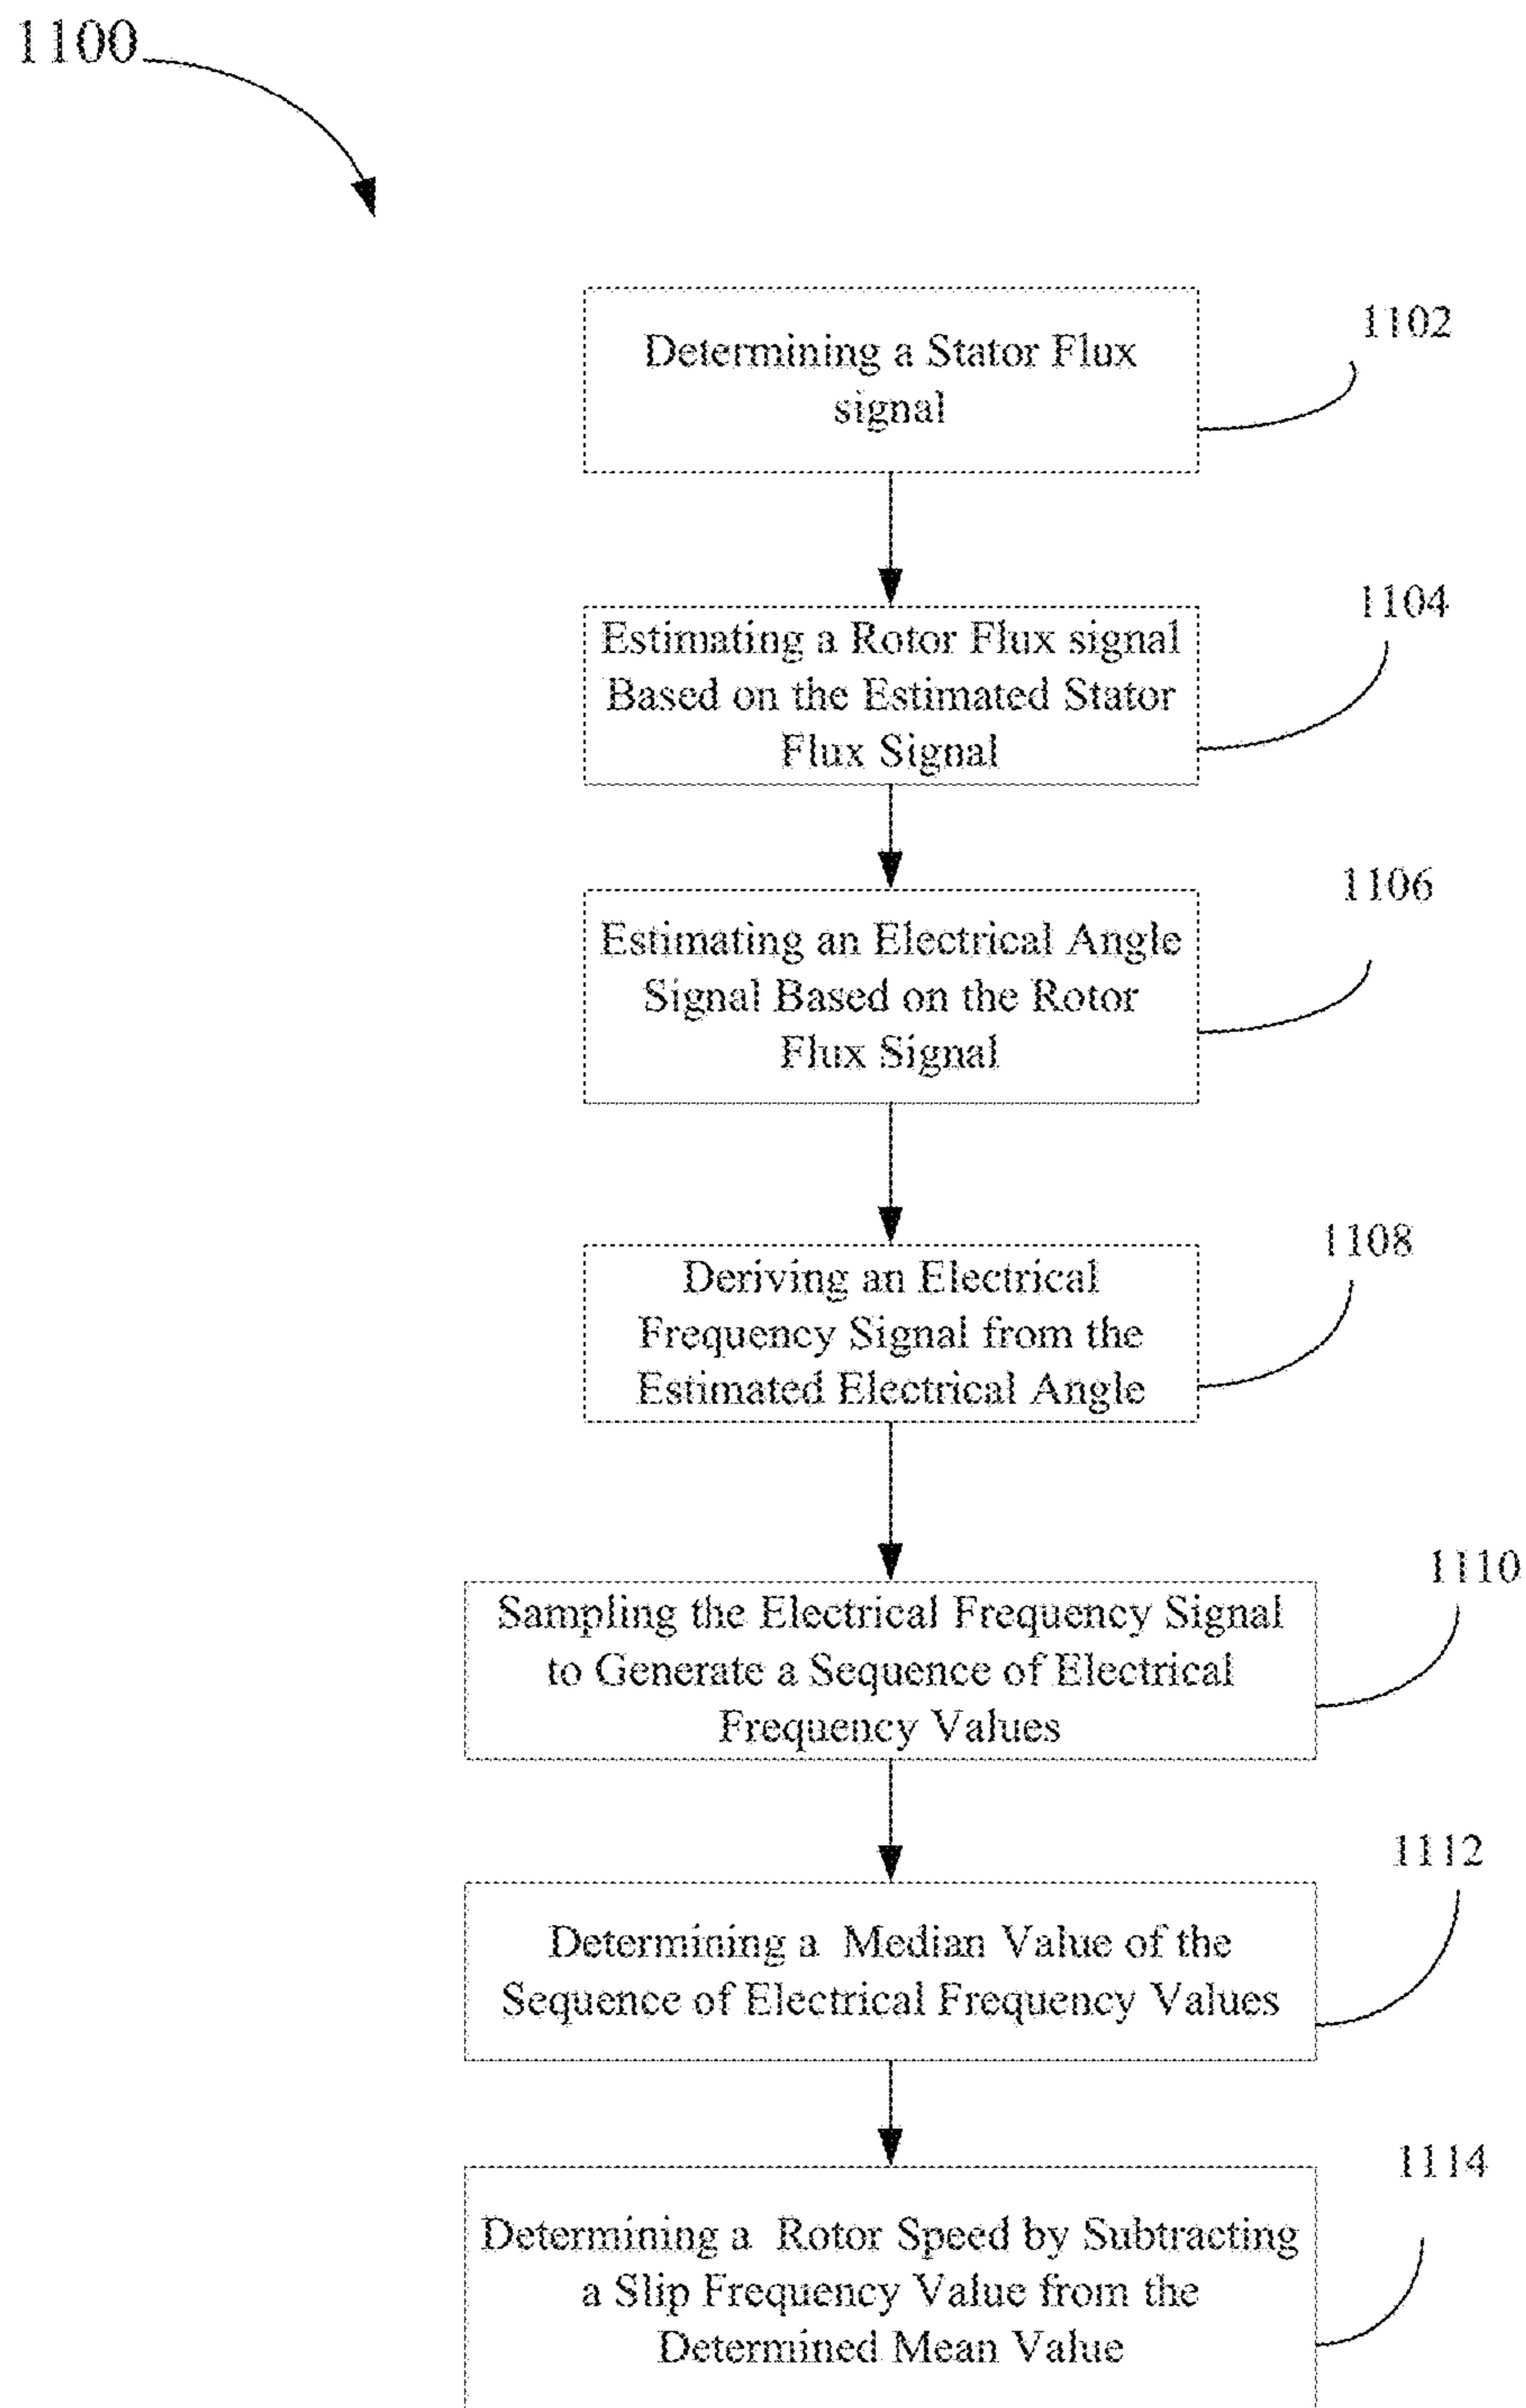 1100
Determining a Stator Flux
signal
1102
Estimating a Rotor Flux signal
Based on the Estimated Stator
Flux Signal
1104
Estimating an Electrical Angle
Signal Based on the Rotor
Flux Signal
1106
Deriving an Electrical
Frequency Signal from the
Estimated Electrical Angle
1108
Sampling the Electrical Frequency Signal
to Generate a Sequence of Electrical
Frequency Values
1110
Determining a Median Value of the
Sequence of Electrical Frequency Values
1112
Determining a Rotor Speed by Subtracting
a Slip Frequency Value from the
Determined Mean Value
1114